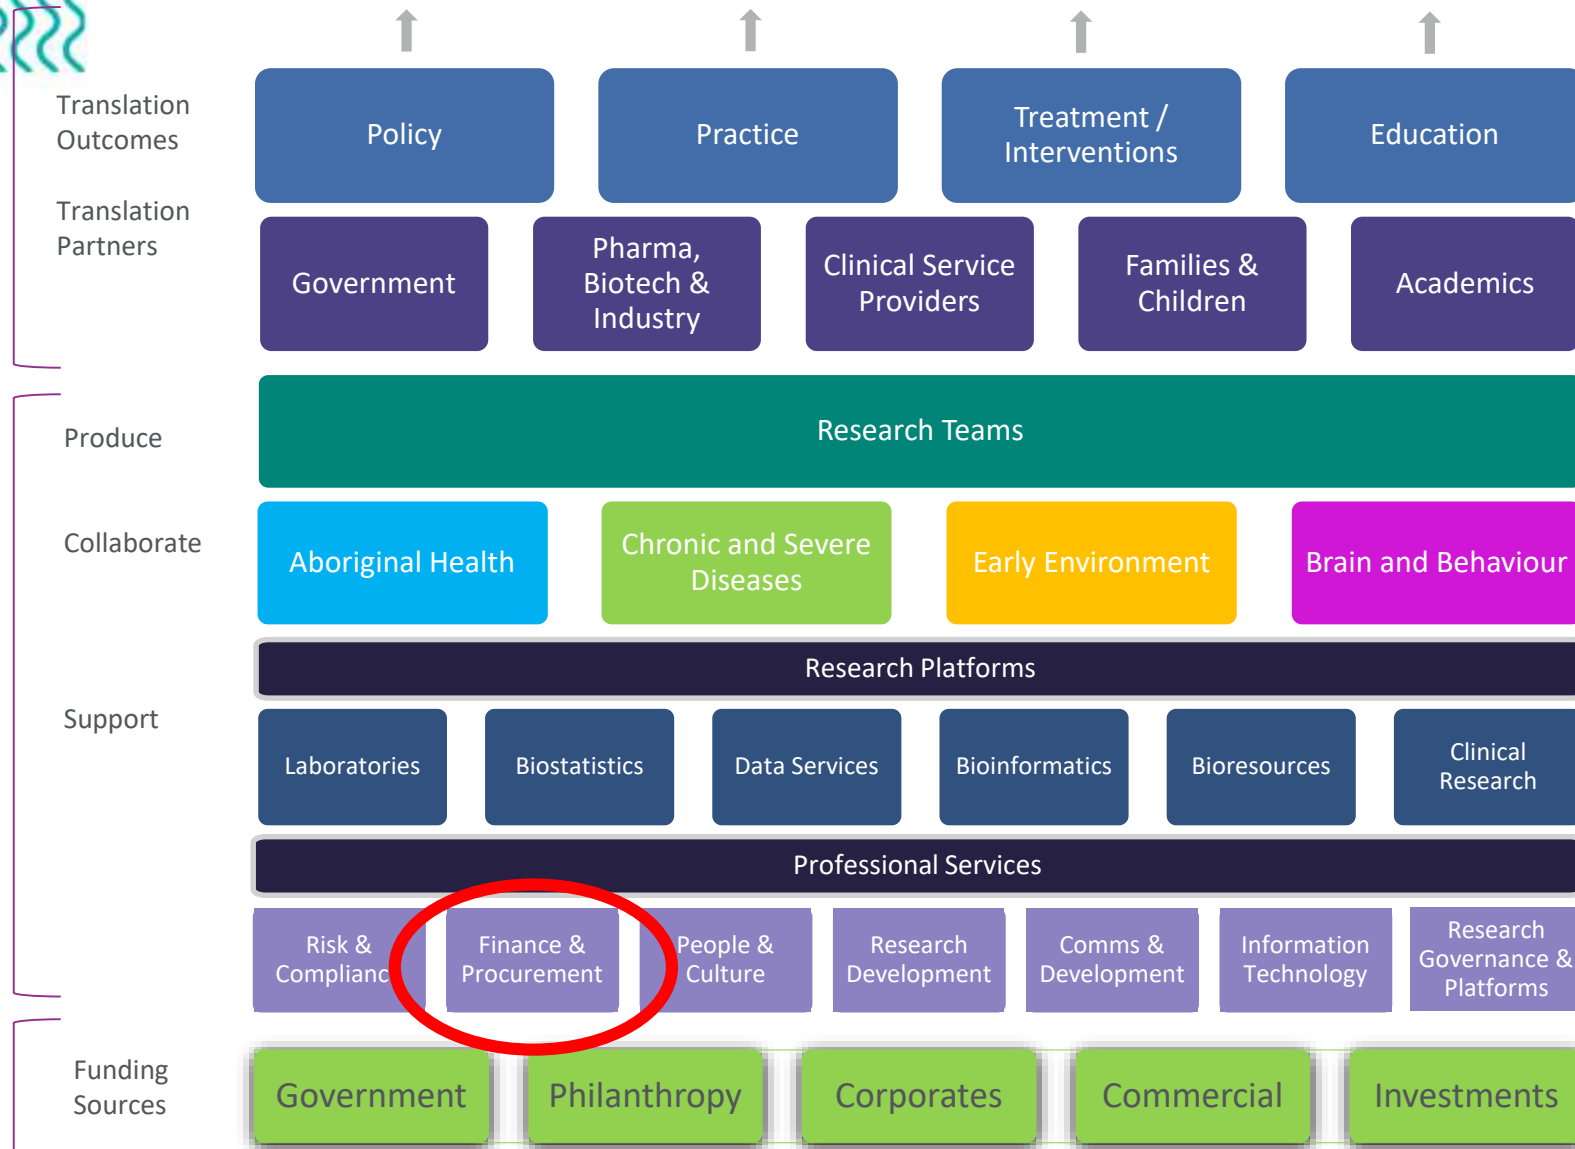 Translation
Outcomes
Policy
Practice
Treatment /
Interventions
Education
Translation
Partners
Government
Pharma,
Biotech &
Industry
Clinical Service
Providers
Families &
Children
Academics
Produce
Research Teams
Collaborate
Aboriginal Health
Chronic and Severe
Diseases
Early Environment
Brain and Behaviour
Research Platforms
Support
Laboratories
Biostatistics
Data Services
Bioinformatics
Bioresources
Clinical
Research
Professional Services
Risk &
Complianc
Finance &
Procurement
People &
Culture
Research
Development
Comms &
Development
Information
Technology
Research
Governance &
Platforms
Funding
Sources
Government
Philanthropy
Corporates
Commercial
Investments